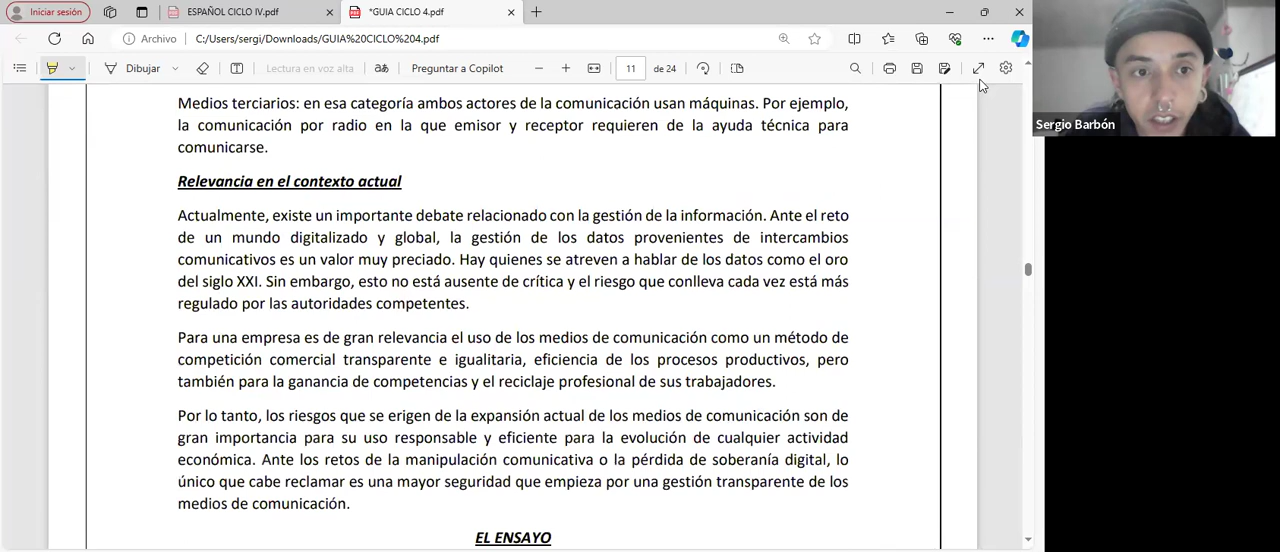 Iniciar sesión
ESPAÑOL CICLO IV.pdf
*GUIA CICLO 4.pdf
Archivo
C:/Users/sergi/Downloads/GUIA%20CICLO%204.pdf
Dibujar
Lectura en voz alta
Preguntar a Copilot
11
de 24
Medios terciarios: en esa categoría ambos actores de la comunicación usan máquinas. Por ejemplo,
la comunicación por radio en la que emisor y receptor requieren de la ayuda técnica para
comunicarse.
Relevancia en el contexto actual
Actualmente, existe un importante debate relacionado con la gestión de la información. Ante el reto
de un mundo digitalizado y global, la gestión de los datos provenientes de intercambios
comunicativos es un valor muy preciado. Hay quienes se atreven a hablar de los datos como el oro
del siglo XXI. Sin embargo, esto no está ausente de crítica y el riesgo que conlleva cada vez está más
regulado por las autoridades competentes.
Para una empresa es de gran relevancia el uso de los medios de comunicación como un método de
competición comercial transparente e igualitaria, eficiencia de los procesos productivos, pero
también para la ganancia de competencias y el reciclaje profesional de sus trabajadores.
Por lo tanto, los riesgos que se erigen de la expansión actual de los medios de comunicación son de
gran importancia para su uso responsable y eficiente para la evolución de cualquier actividad
económica. Ante los retos de la manipulación comunicativa o la pérdida de soberanía digital, lo
único que cabe reclamar es una mayor seguridad que empieza por una gestión transparente de los
medios de comunicación.
EL ENSAYO
Sergio Barbón